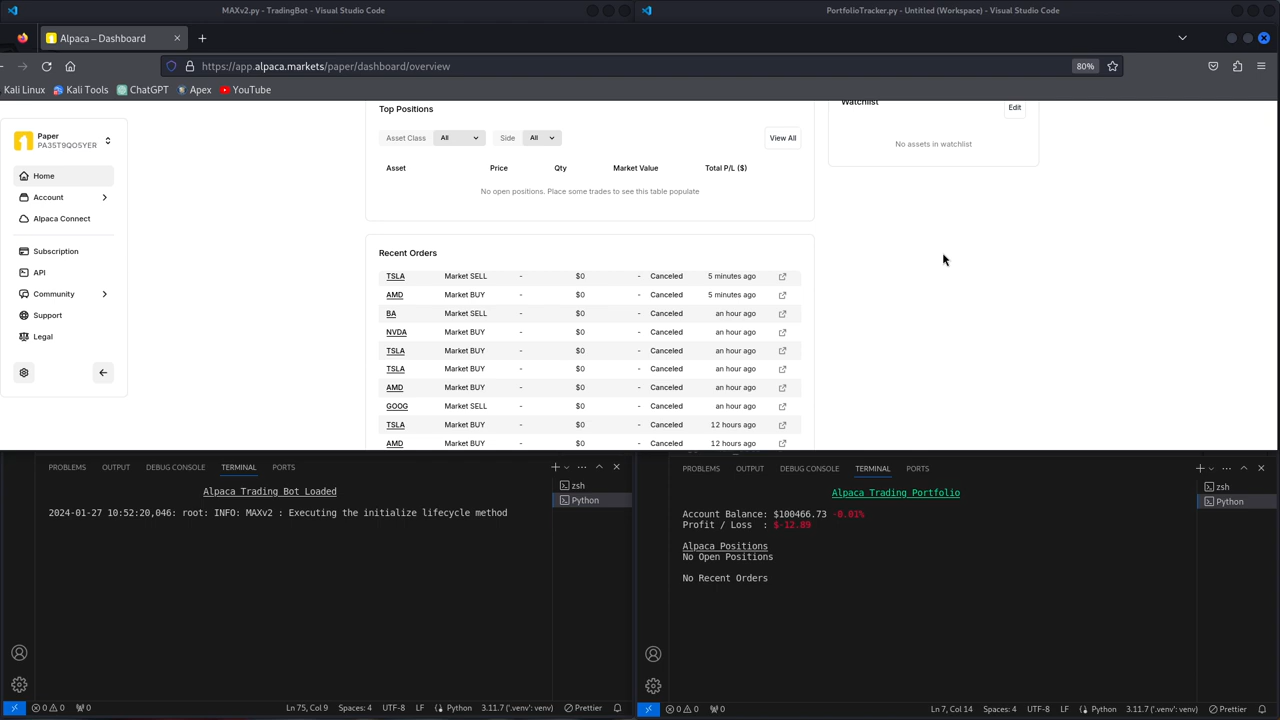 MAXv2.py - TradingBot - Visual Studio Code
PortfolioTracker.py - Untitled (Workspace) - Visual Studio Code
Alpaca – Dashboard
https://app.alpaca.markets/paper/dashboard/overview
80%
Kali Linux
Kali Tools
ChatGPT
Apex
YouTube
Paper
PA35T9QO5YER
Home
Account
Alpaca Connect
Subscription
API
Community
Support
Legal
Top Positions
Asset Class All Side All View All
Asset Price Qty Market Value Total P/L ($)
No open positions. Place some trades to see this table populate
Watchlist Edit
No assets in watchlist
Recent Orders
TSLA Market SELL - $0 - Canceled 5 minutes ago
AMD Market BUY - $0 - Canceled 5 minutes ago
BA Market SELL - $0 - Canceled an hour ago
NVDA Market BUY - $0 - Canceled an hour ago
TSLA Market BUY - $0 - Canceled an hour ago
TSLA Market BUY - $0 - Canceled an hour ago
AMD Market BUY - $0 - Canceled an hour ago
GOOG Market SELL - $0 - Canceled an hour ago
TSLA Market BUY - $0 - Canceled 12 hours ago
AMD Market BUY - $0 - Canceled 12 hours ago
PROBLEMS OUTPUT DEBUG CONSOLE TERMINAL PORTS
zsh
Python
Alpaca Trading Bot Loaded
2024-01-27 10:52:20,046: root: INFO: MAXv2 : Executing the initialize lifecycle method
PROBLEMS OUTPUT DEBUG CONSOLE TERMINAL PORTS
zsh
Python
Alpaca Trading Portfolio
Account Balance: $100466.73 -0.01%
Profit / Loss : $-12.89
Alpaca Positions
No Open Positions
No Recent Orders
0 0 0 Ln 75, Col 9 Spaces: 4 UTF-8 LF Python 3.11.7 ('.venv': venv) Prettier
0 0 0 Ln 7, Col 14 Spaces: 4 UTF-8 LF Python 3.11.7 ('.venv': venv) Prettier